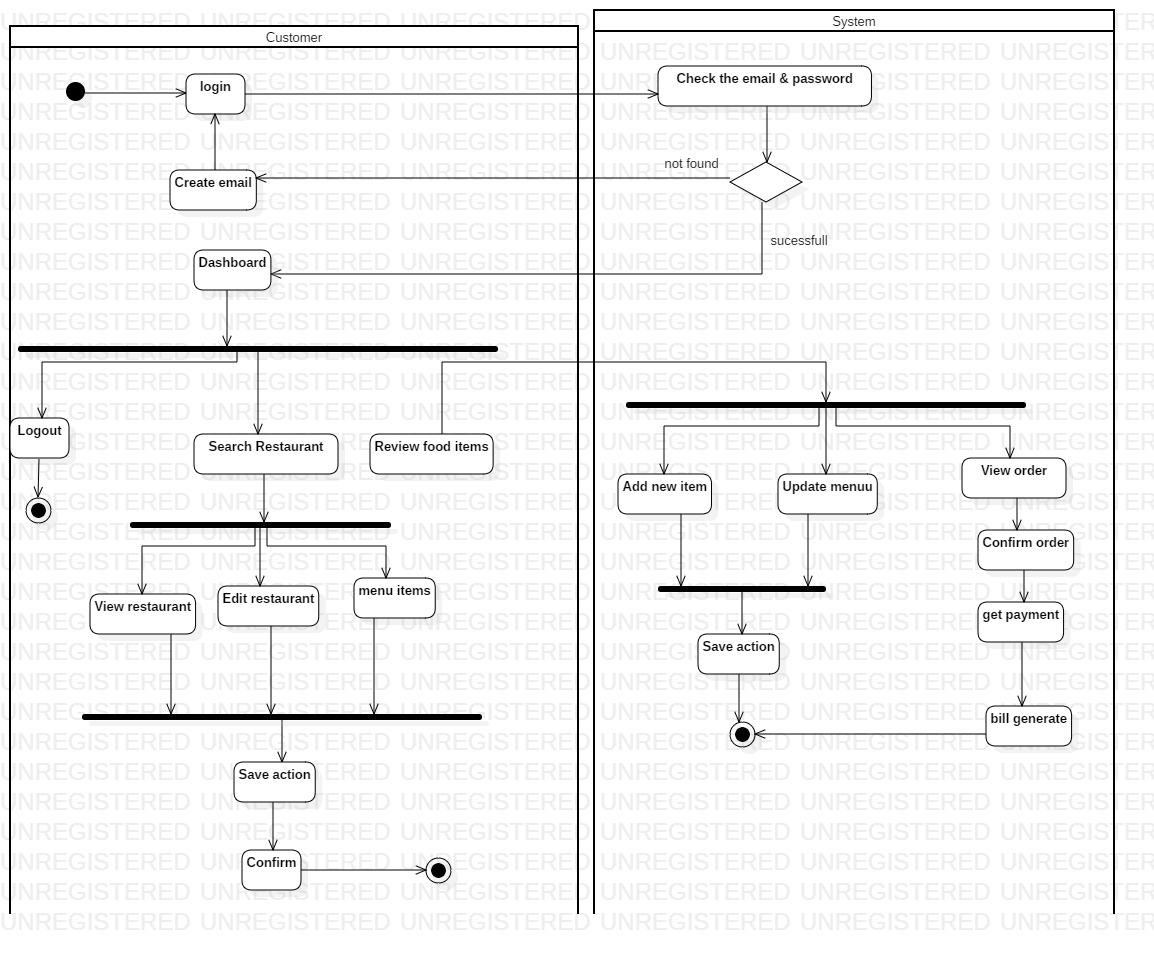 Customer
System
login
Check the email & password
not found
Create email
sucessfull
Dashboard
Logout
Search Restaurant
Review food items
Add new item
Update menuu
View order
Confirm order
View restaurant
Edit restaurant
menu items
get payment
Save action
bill generate
Save action
Confirm
UNREGISTERED